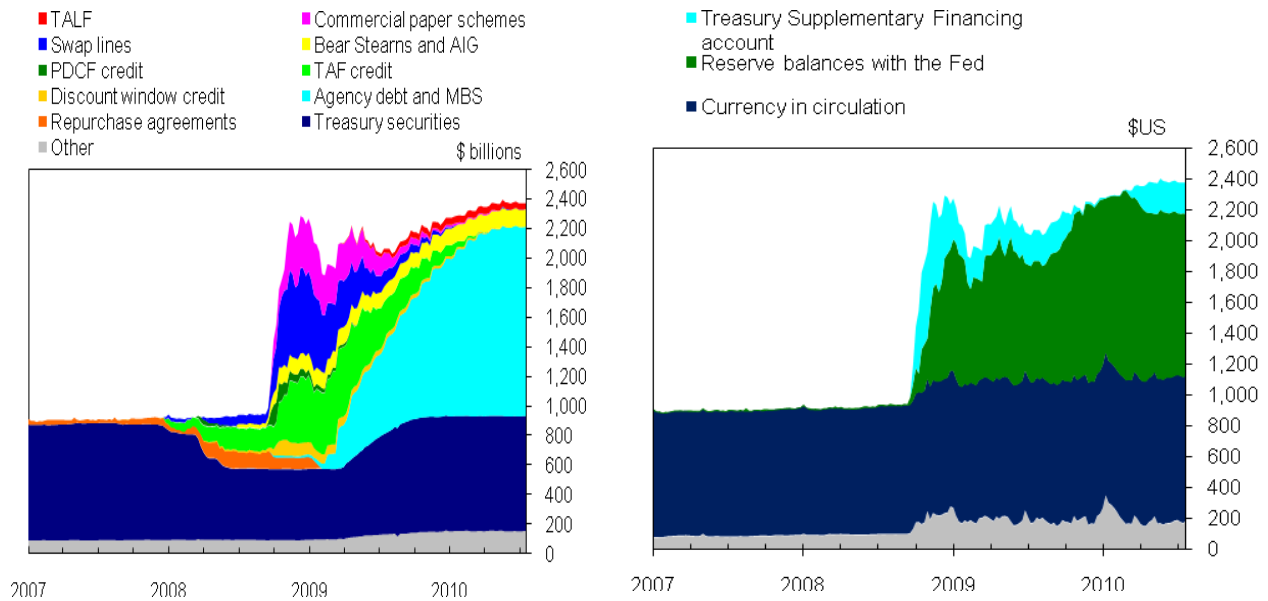 TALF
Commercial paper schemes
Swap lines
Bear Stearns and AIG
PDCF credit
TAF credit
Discount window credit
Agency debt and MBS
Repurchase agreements
Treasury securities
Other
$ billions
2,600
2,400
2,200
2,000
1,800
1,600
1,400
1,200
1,000
800
600
400
200
0
2007 2008 2009 2010
Treasury Supplementary Financing
account
Reserve balances with the Fed
Currency in circulation
$US
2,600
2,400
2,200
2,000
1,800
1,600
1,400
1,200
1,000
800
600
400
200
0
2007 2008 2009 2010